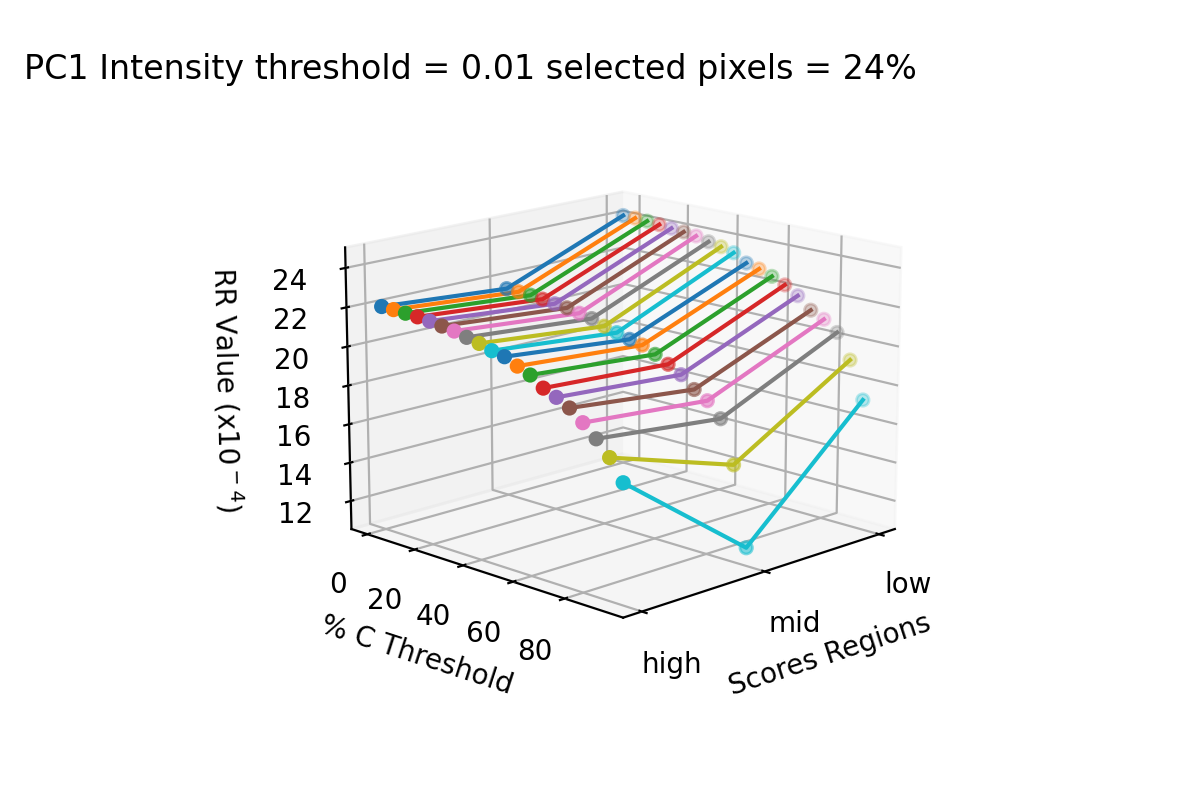 PC1 Intensity threshold = 0.01 selected pixels = 24%
RR Value (x10⁻⁴)
24
22
20
18
16
14
12
0
20
40
60
80
% C Threshold
high
mid
low
Scores Regions